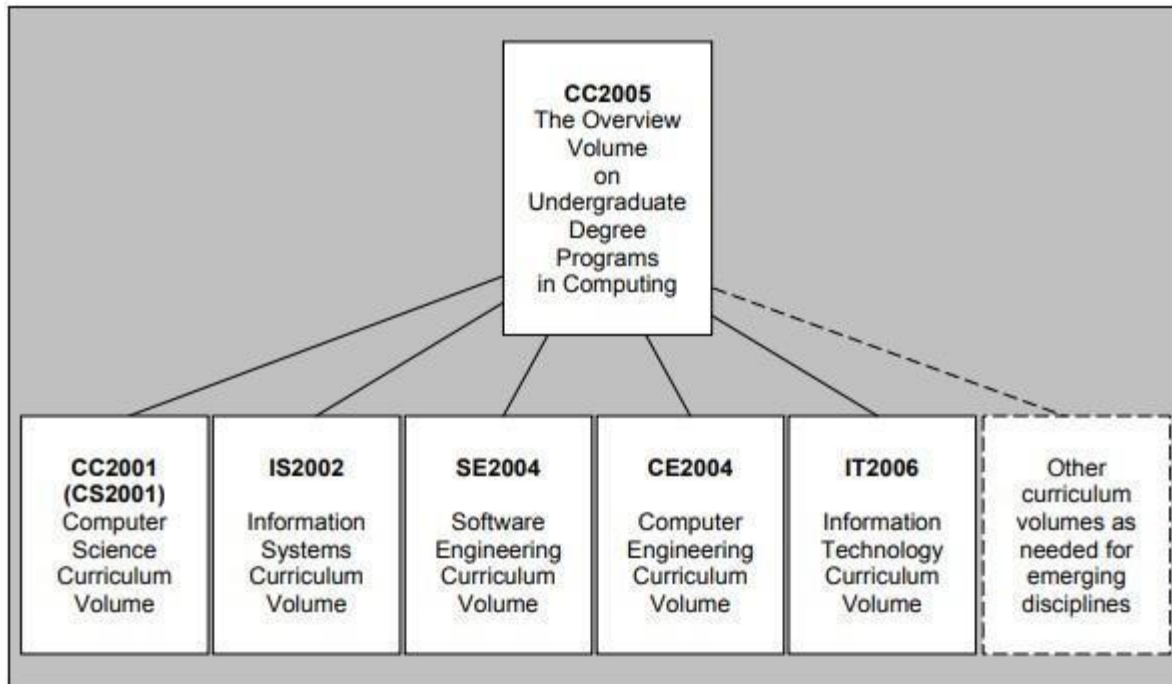 CC2005
The Overview
Volume
on
Undergraduate
Degree
Programs
in Computing
CC2001
(CS2001)
Computer
Science
Curriculum
Volume
IS2002
Information
Systems
Curriculum
Volume
SE2004
Software
Engineering
Curriculum
Volume
CE2004
Computer
Engineering
Curriculum
Volume
IT2006
Information
Technology
Curriculum
Volume
Other
curriculum
volumes as
needed for
emerging
disciplines